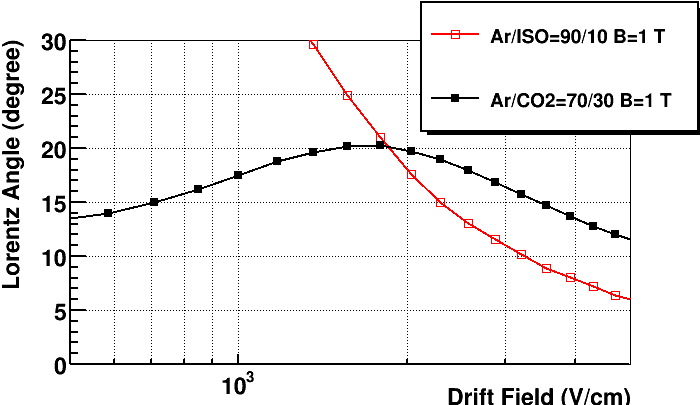 Ar/ISO=90/10 B=1 T
Ar/CO2=70/30 B=1 T
Lorentz Angle (degree)
30
25
20
15
10
5
0
10³
Drift Field (V/cm)